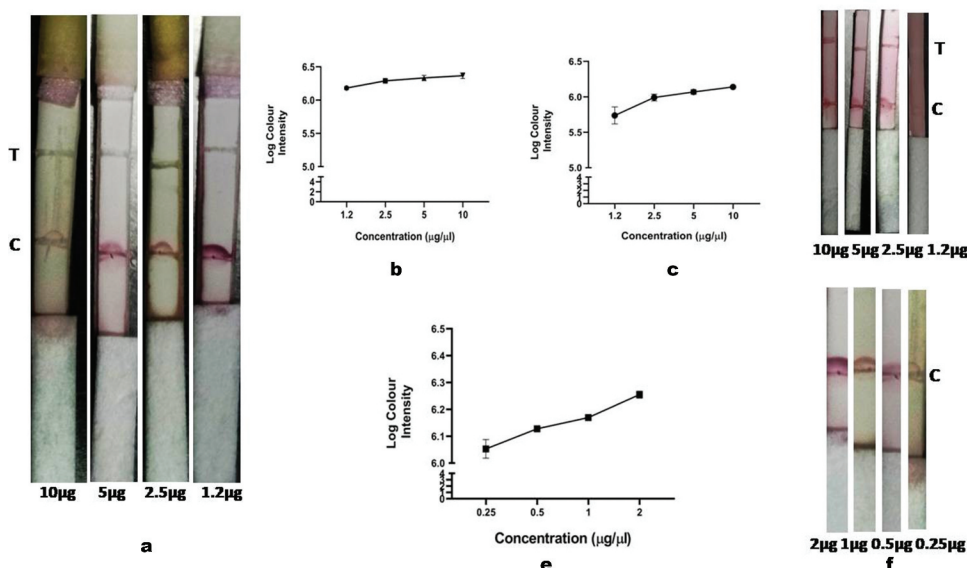 T
C
10µg 5µg 2.5µg 1.2µg
a
Log Colour
Intensity
6.5
6.0
5.5
5.0
4
3
2
1
0
1.2 2.5 5 10
Concentration (µg/µl)
b
Log Colour
Intensity
6.5
6.0
5.5
5.0
4
3
2
1
0
1.2 2.5 5 10
Concentration (µg/µl)
c
T
C
10µg 5µg 2.5µg 1.2µg
Log Colour
Intensity
6.5
6.4
6.3
6.2
6.1
6.0
4
3
2
1
0
0.25 0.5 1 2
Concentration (µg/µl)
e
C
2µg 1µg 0.5µg 0.25µg
f